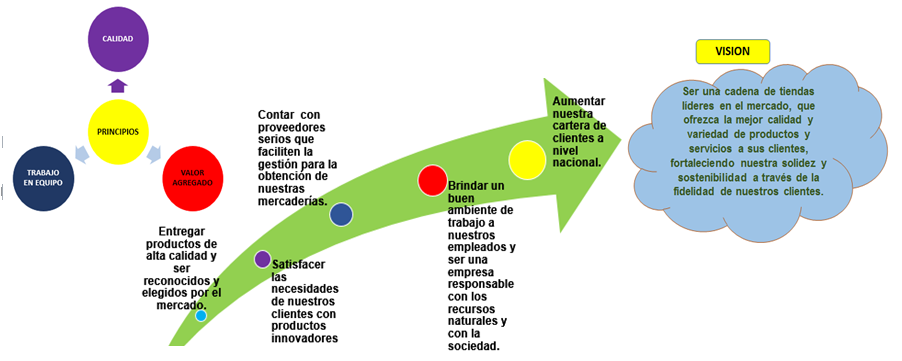 CALIDAD
PRINCIPIOS
TRABAJO
EN EQUIPO
VALOR
AGREGADO
Entregar
productos de
alta calidad y
ser
reconocidos y
elegidos por el
mercado.
Satisfacer
las
necesidades
de nuestros
clientes con
productos
innovadores
Contar con
proveedores
serios que
faciliten la
gestión para la
obtención de
nuestras
mercaderías.
Brindar un
buen
ambiente de
trabajo a
nuestros
empleados y
ser una
empresa
responsable
con los
recursos
naturales y
con la
sociedad.
Aumentar
nuestra
cartera de
clientes a
nivel
nacional.
VISION
Ser una cadena de tiendas
lideres en el mercado, que
ofrezca la mejor calidad y
variedad de productos y
servicios a sus clientes,
fortaleciendo nuestra solidez y
sostenibilidad a través de la
fidelidad de nuestros clientes.